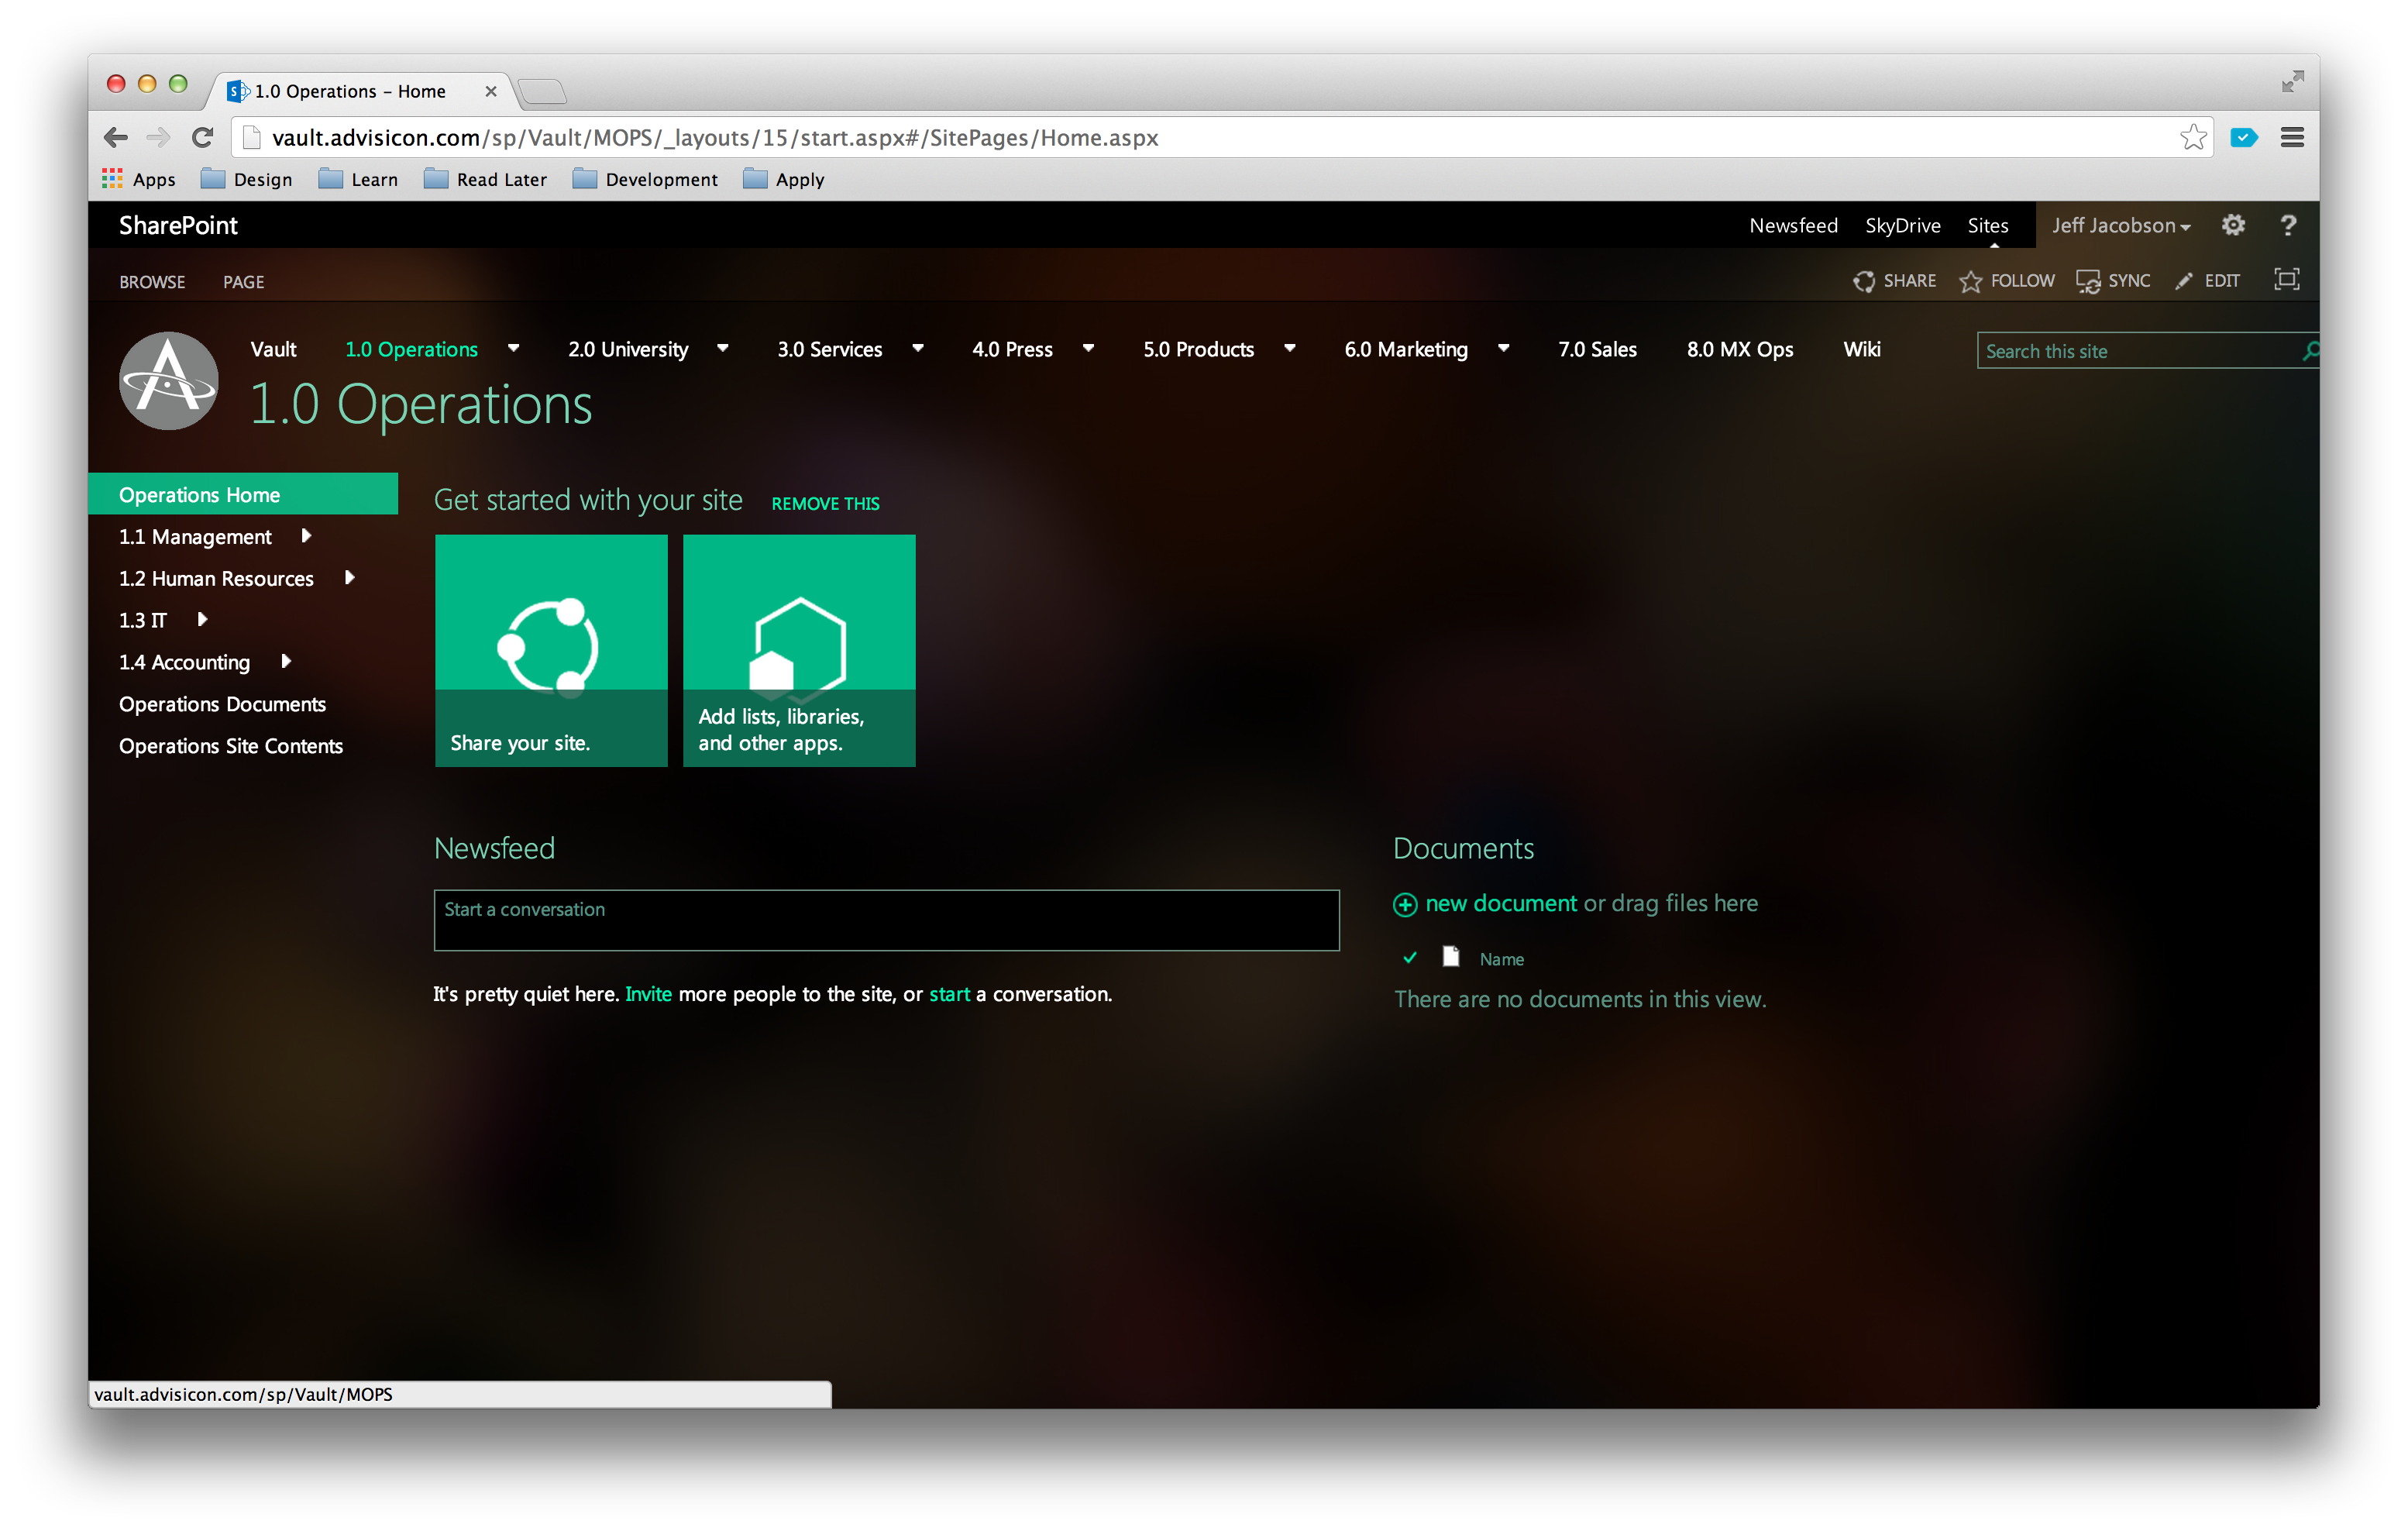 1.0 Operations – Home
vault.advisicon.com/sp/Vault/MOPS/_layouts/15/start.aspx#/SitePages/Home.aspx
Apps Design Learn Read Later Development Apply
SharePoint Newsfeed SkyDrive Sites Jeff Jacobson ?
BROWSE PAGE SHARE FOLLOW SYNC EDIT
Vault 1.0 Operations 2.0 University 3.0 Services 4.0 Press 5.0 Products 6.0 Marketing 7.0 Sales 8.0 MX Ops Wiki Search this site
1.0 Operations
Operations Home
1.1 Management
1.2 Human Resources
1.3 IT
1.4 Accounting
Operations Documents
Operations Site Contents
Get started with your site REMOVE THIS
Share your site.
Add lists, libraries,
and other apps.
Newsfeed
Start a conversation
It's pretty quiet here. Invite more people to the site, or start a conversation.
Documents
new document or drag files here
Name
There are no documents in this view.
vault.advisicon.com/sp/Vault/MOPS